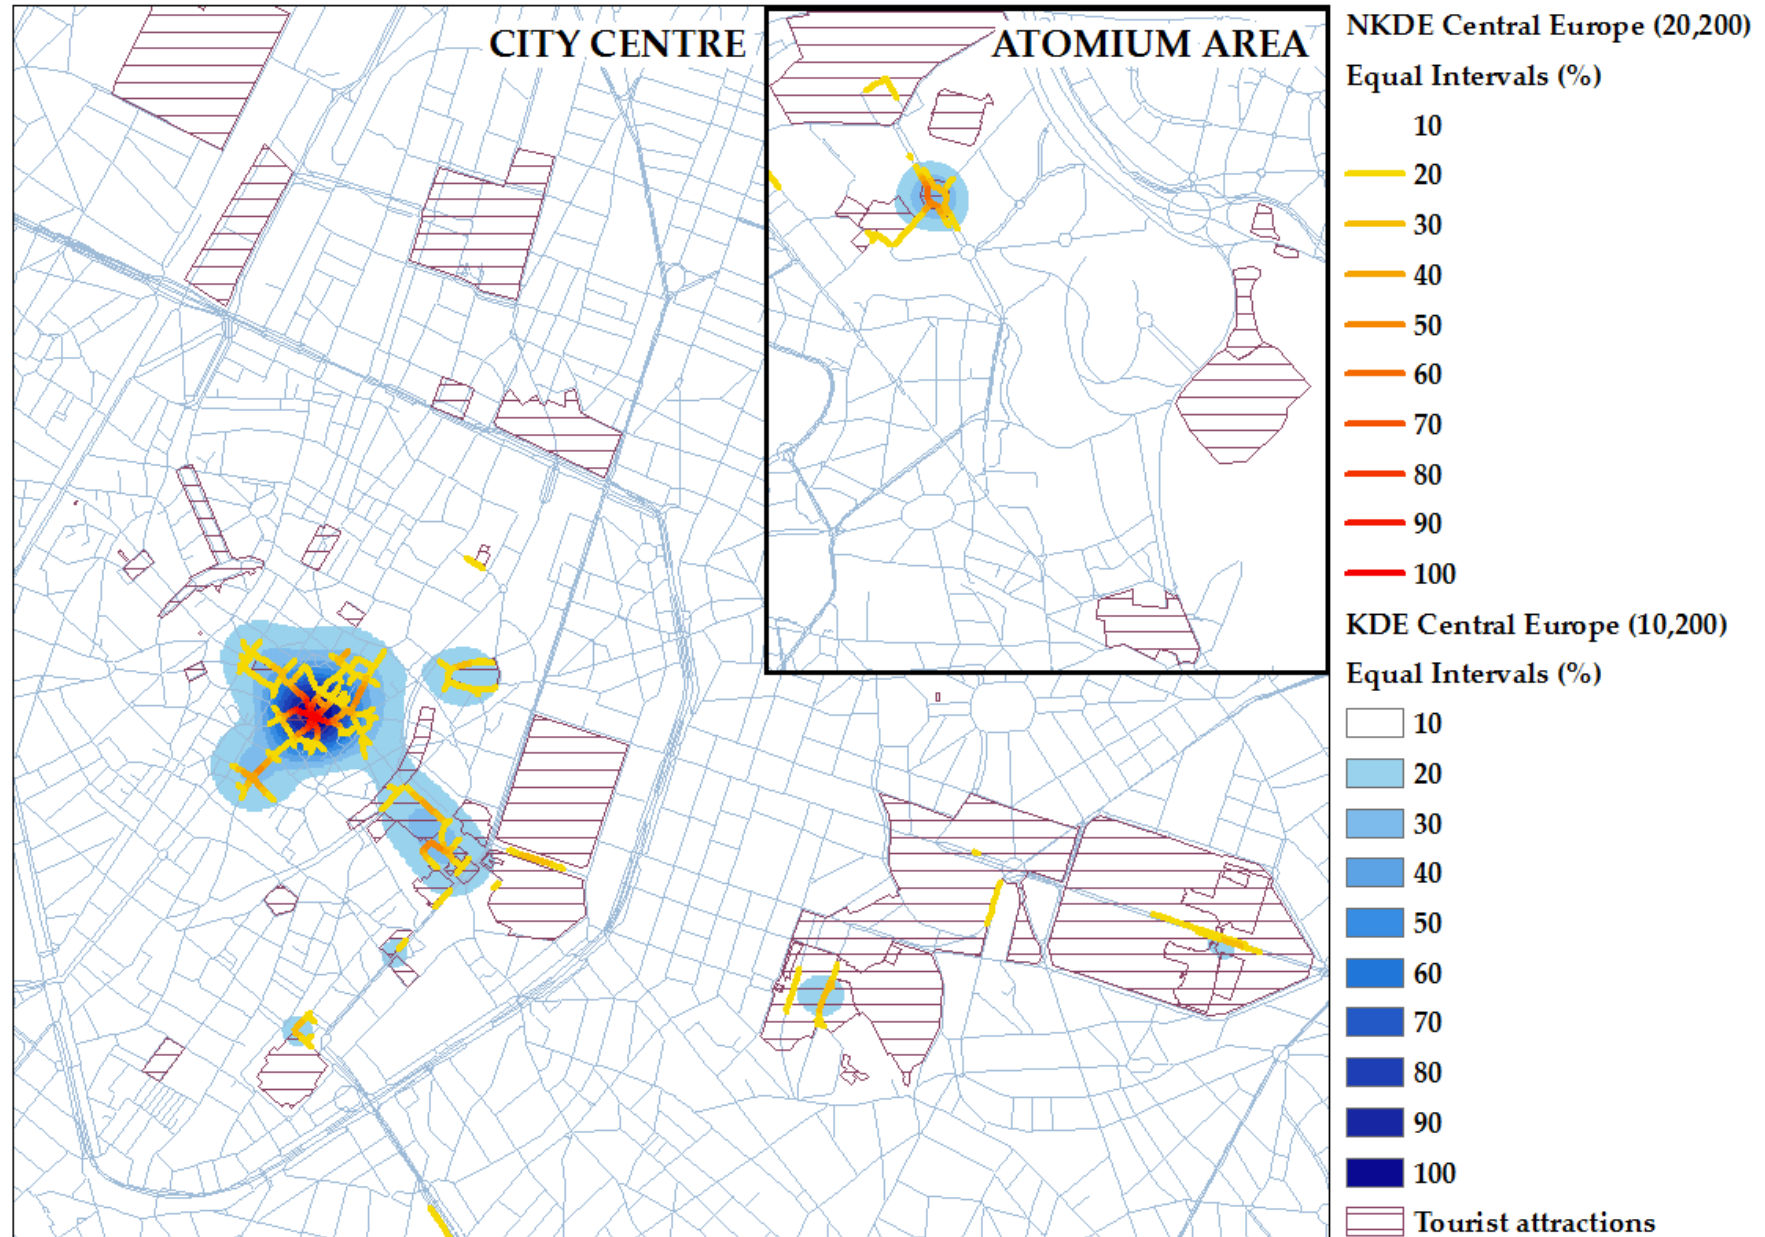 CITY CENTRE
ATOMIUM AREA
NKDE Central Europe (20,200)
Equal Intervals (%)
10
20
30
40
50
60
70
80
90
100
KDE Central Europe (10,200)
Equal Intervals (%)
10
20
30
40
50
60
70
80
90
100
Tourist attractions